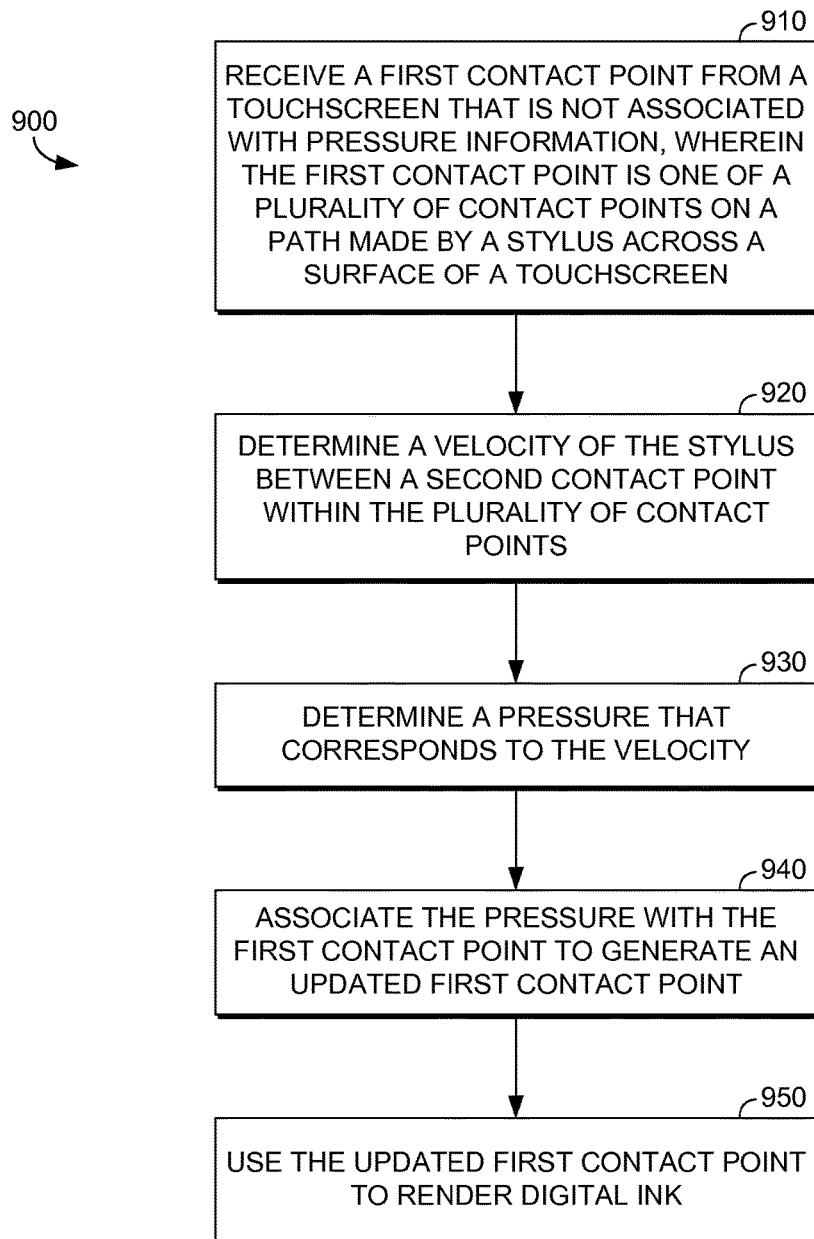 910
RECEIVE A FIRST CONTACT POINT FROM A
TOUCHSCREEN THAT IS NOT ASSOCIATED
WITH PRESSURE INFORMATION, WHEREIN
THE FIRST CONTACT POINT IS ONE OF A
PLURALITY OF CONTACT POINTS ON A
PATH MADE BY A STYLUS ACROSS A
SURFACE OF A TOUCHSCREEN
900
920
DETERMINE A VELOCITY OF THE STYLUS
BETWEEN A SECOND CONTACT POINT
WITHIN THE PLURALITY OF CONTACT
POINTS
930
DETERMINE A PRESSURE THAT
CORRESPONDS TO THE VELOCITY
940
ASSOCIATE THE PRESSURE WITH THE
FIRST CONTACT POINT TO GENERATE AN
UPDATED FIRST CONTACT POINT
950
USE THE UPDATED FIRST CONTACT POINT
TO RENDER DIGITAL INK